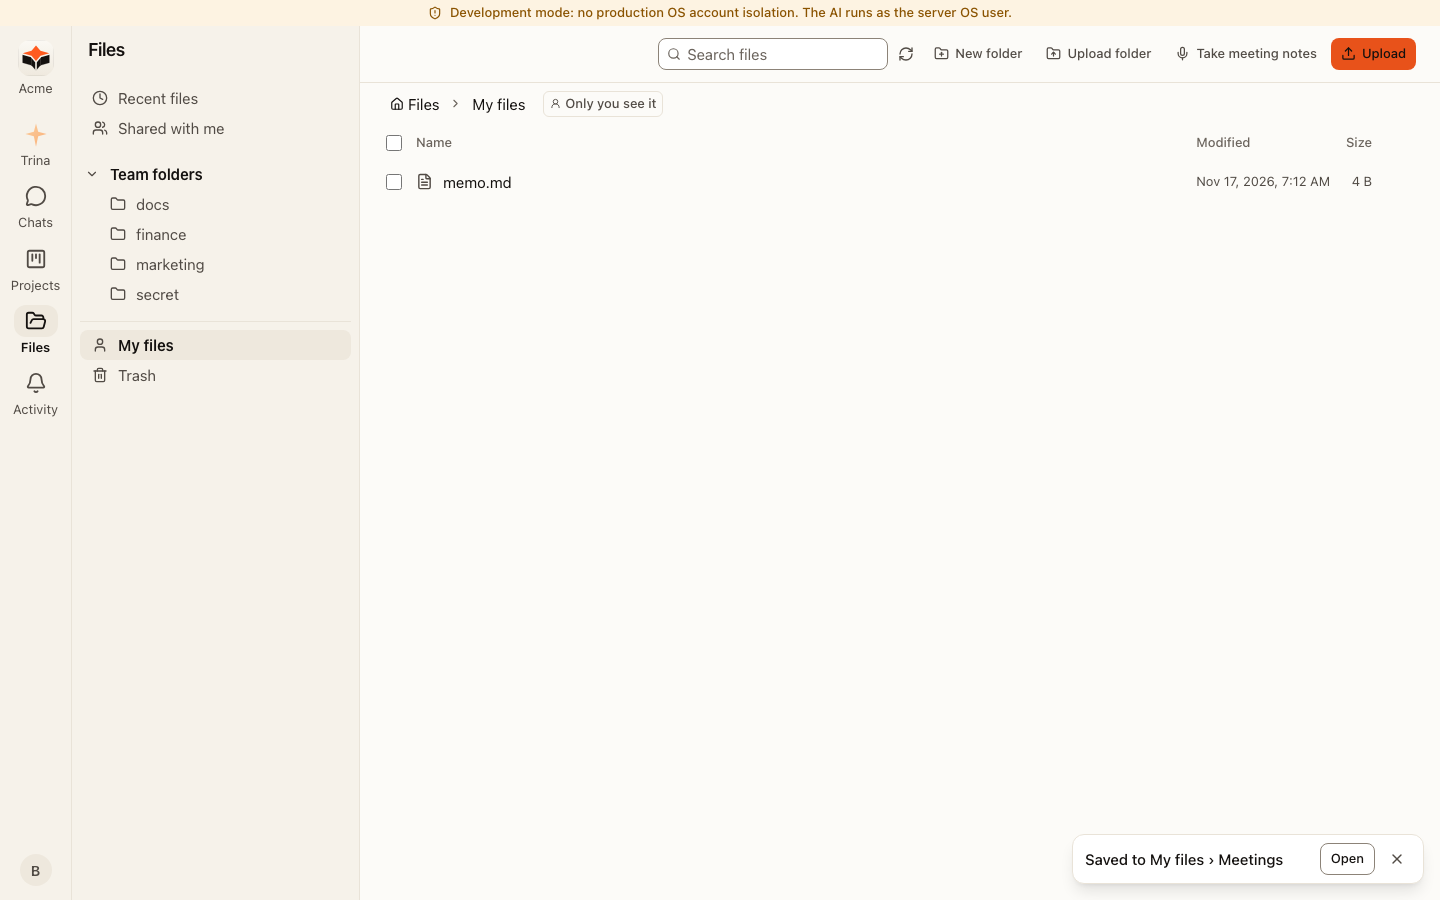 Development mode: no production OS account isolation. The AI runs as the server OS user.
Acme
Trina
Chats
Projects
Files
Activity
B
Files
Recent files
Shared with me
Team folders
docs
finance
marketing
secret
My files
Trash
Search files
New folder
Upload folder
Take meeting notes
Upload
Files › My files
Only you see it
Name Modified Size
memo.md Nov 17, 2026, 7:12 AM 4 B
Saved to My files › Meetings
Open